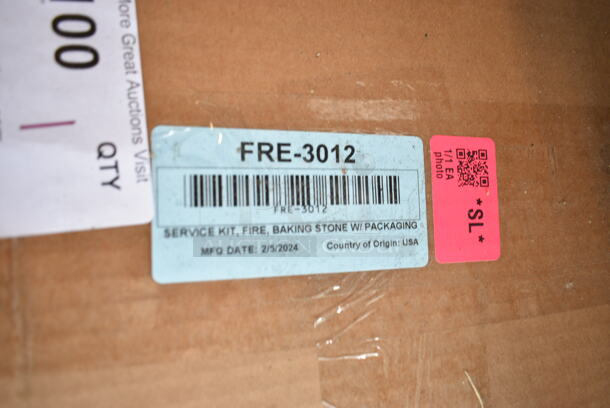 More Great Auctions Visit
00
QTY
FRE-3012
FRE-3012
SERVICE KIT, FIRE, BAKING STONE W/ PACKAGING
MFG DATE: 2/5/2024 Country of Origin: USA
1/1 EA
photo
*SL*